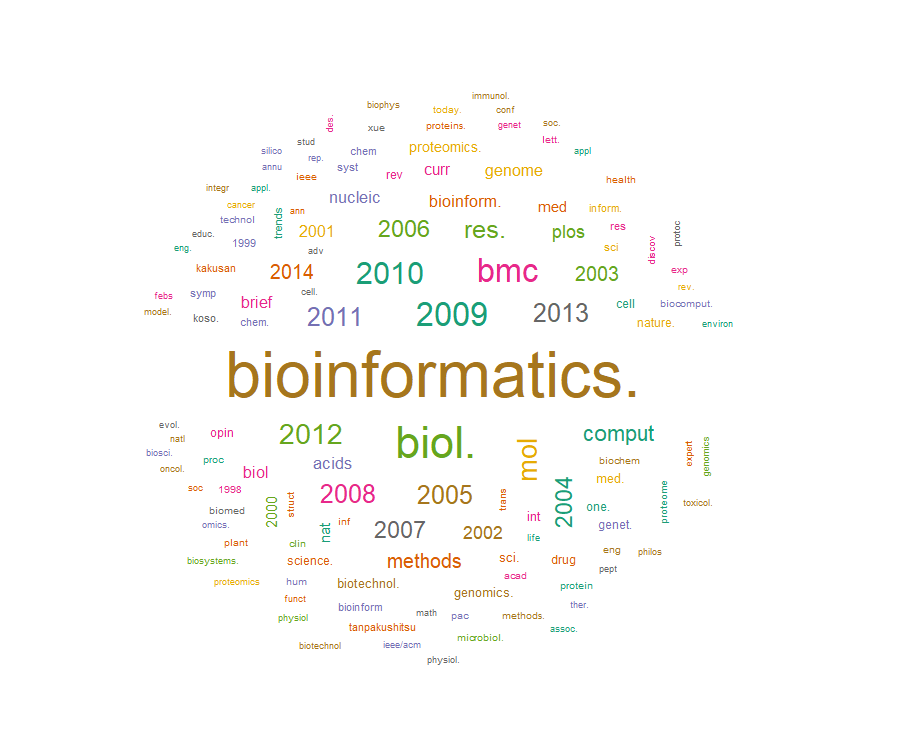 immunol.
biophys today. conf
des. xue proteins. genet soc.
stud lett.
silico rep. chem proteomics. appl
annu ieee syst rev curr genome
integr appl. nucleic health
cancer ann bioinform. med inform.
technol trends 2001 2006 res. plos res protoc
educ. 1999 adv sci discov
eng. kakusan 2014 2010 bmc 2003 exp
febs symp cell. rev.
model. brief 2011 2009 2013 cell biocomput.
koso. chem. nature. environ
bioinformatics.
evol. opin 2012 biol. comput
natl mol expert genomics
biosci. proc acids biochem
oncol. biol med.
soc 1998 struct 2008 2005 trans 2004 proteome toxicol.
biomed 2000 int one.
omics. nat inf 2007 2002 genet.
plant clin life eng philos
biosystems. science. methods sci. drug pept
proteomics hum biotechnol. acad protein
funct bioinform genomics. ther.
physiol math pac methods. assoc.
tanpakushitsu microbiol.
biotechnol ieee/acm
physiol.